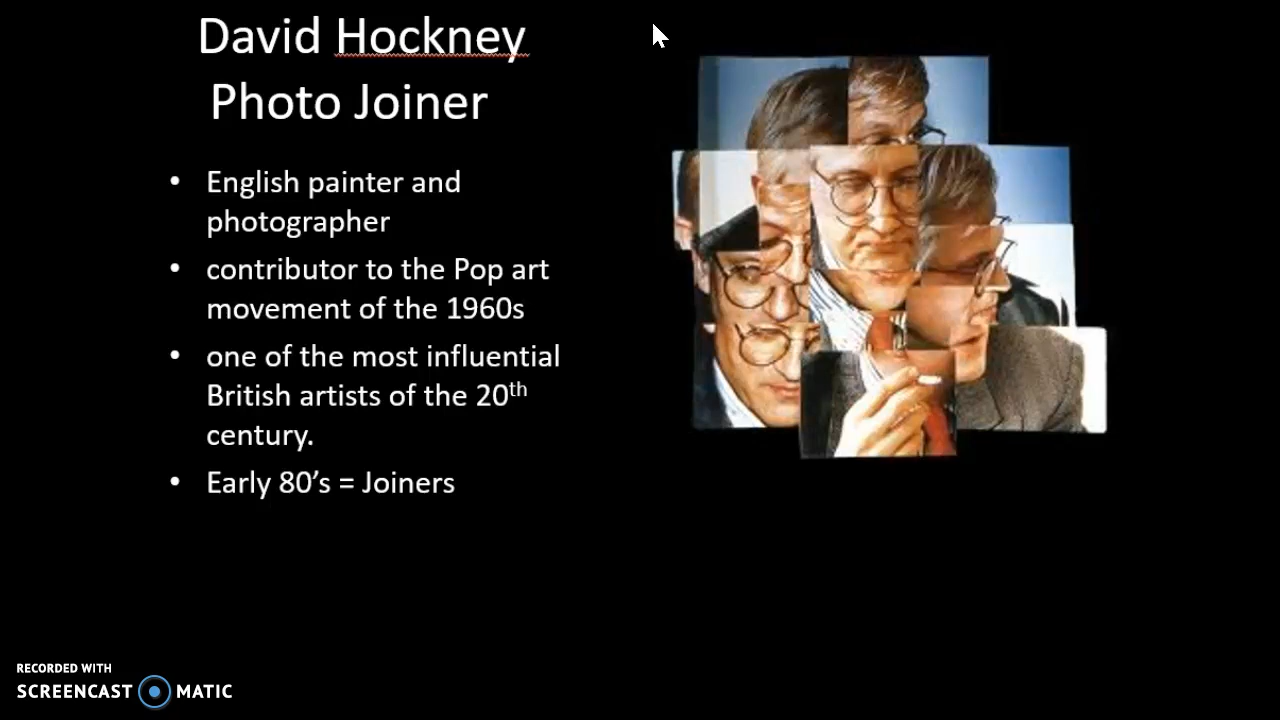 David Hockney
Photo Joiner
• English painter and
photographer
• contributor to the Pop art
movement of the 1960s
• one of the most influential
British artists of the 20th
century.
• Early 80’s = Joiners
RECORDED WITH
SCREENCAST MATIC